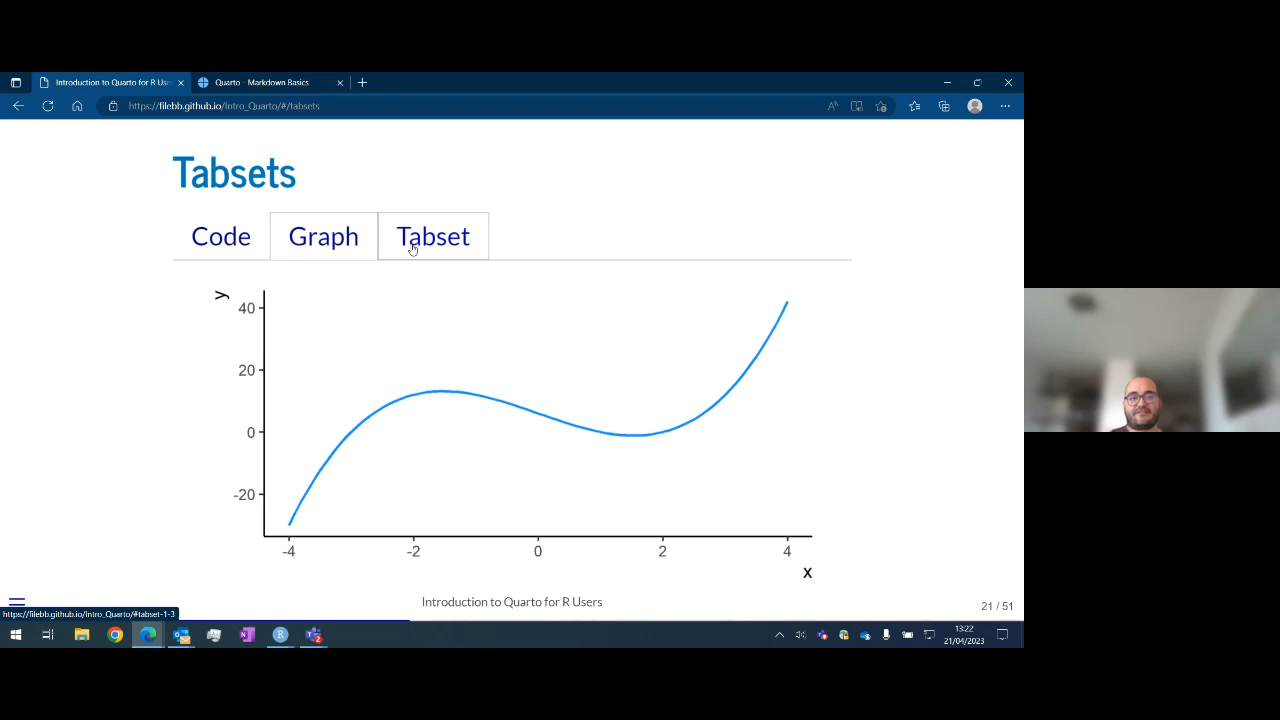 Introduction to Quarto for R Use
Quarto - Markdown Basics
https://filebb.github.io/Intro_Quarto/#/tabsets
Tabsets
Code
Graph
Tabset
y
40
20
0
-20
-4
-2
0
2
4
x
Introduction to Quarto for R Users
21 / 51
https://filebb.github.io/Intro_Quarto/#tabset-1-3
13:22
21/04/2023